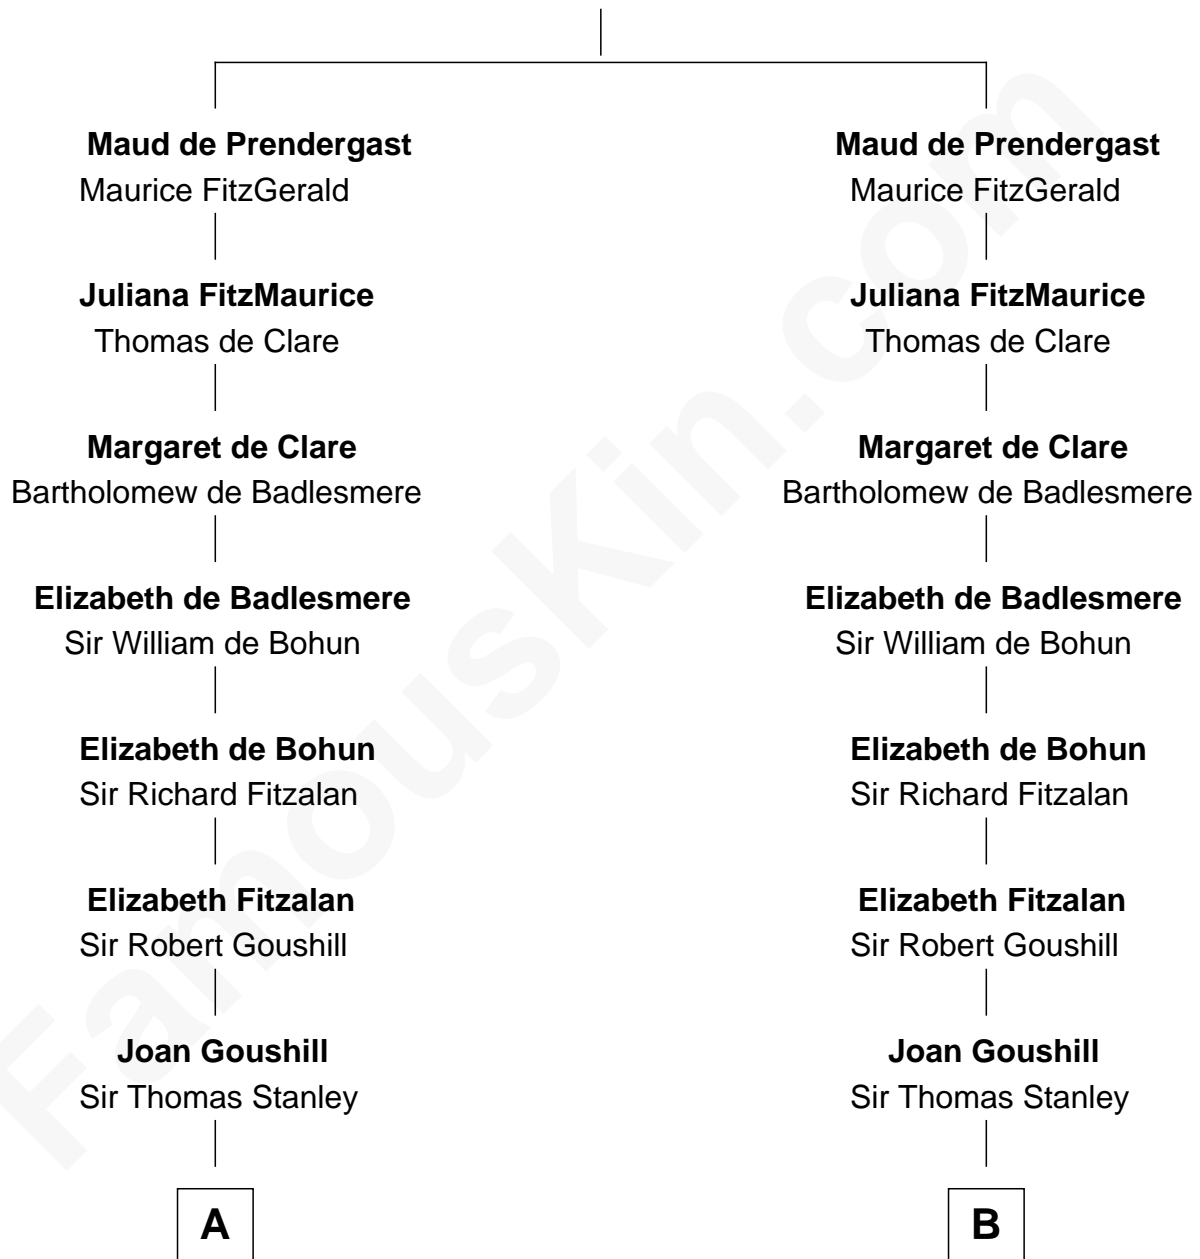 Maud de Prendergast
Maurice FitzGerald
Juliana FitzMaurice
Thomas de Clare
Margaret de Clare
Bartholomew de Badlesmere
Elizabeth de Badlesmere
Sir William de Bohun
Elizabeth de Bohun
Sir Richard Fitzalan
Elizabeth Fitzalan
Sir Robert Goushill
Joan Goushill
Sir Thomas Stanley
A
Maud de Prendergast
Maurice FitzGerald
Juliana FitzMaurice
Thomas de Clare
Margaret de Clare
Bartholomew de Badlesmere
Elizabeth de Badlesmere
Sir William de Bohun
Elizabeth de Bohun
Sir Richard Fitzalan
Elizabeth Fitzalan
Sir Robert Goushill
Joan Goushill
Sir Thomas Stanley
B
FamousKin.com